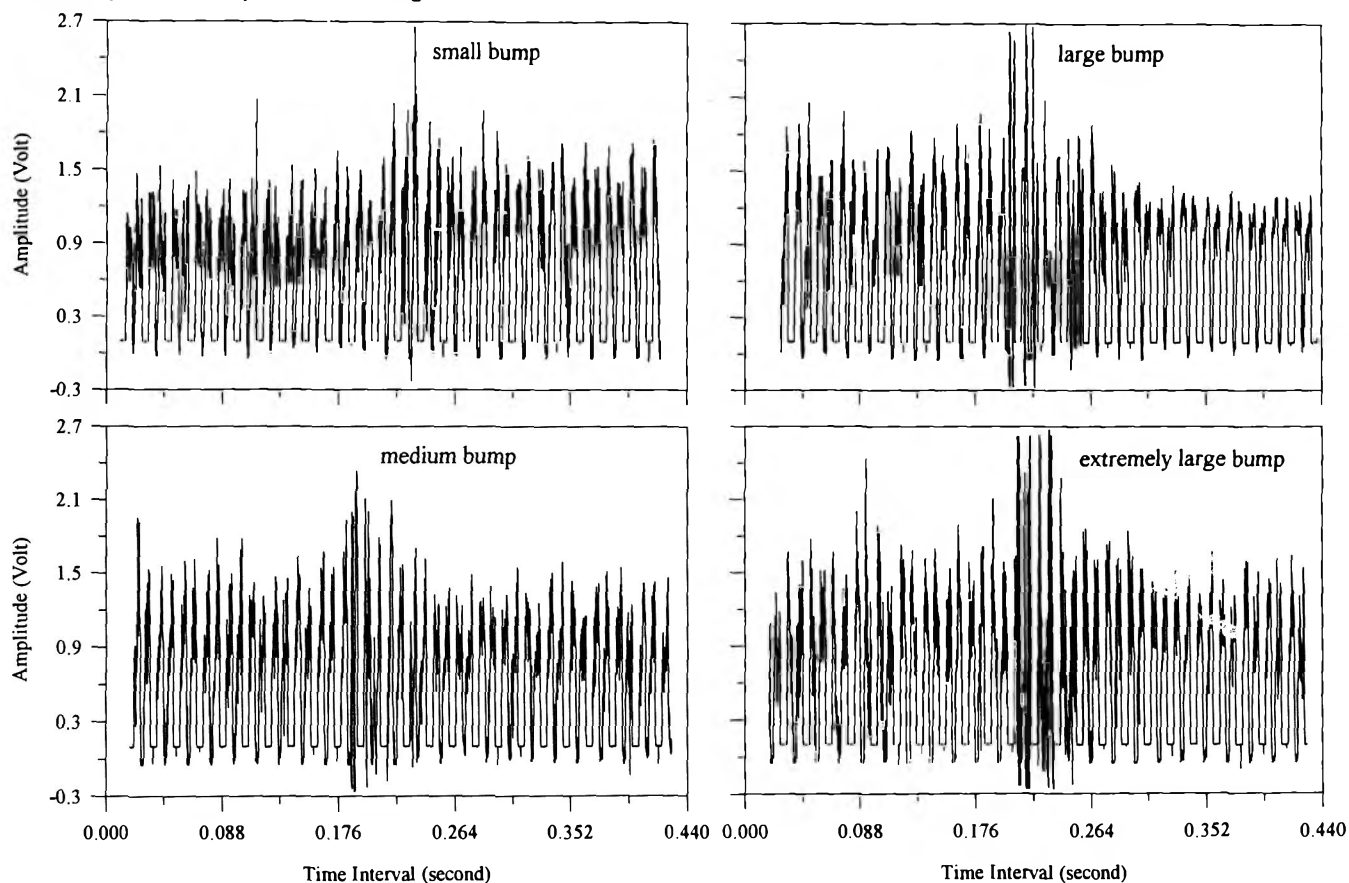 2.7
2.1
1.5
0.9
0.3
-0.3
Amplitude (Volt)
small bump
large bump
2.7
2.1
1.5
0.9
0.3
-0.3
Amplitude (Volt)
medium bump
extremely large bump
0.000 0.088 0.176 0.264 0.352 0.440
0.000 0.088 0.176 0.264 0.352 0.440
Time Interval (second)
Time Interval (second)